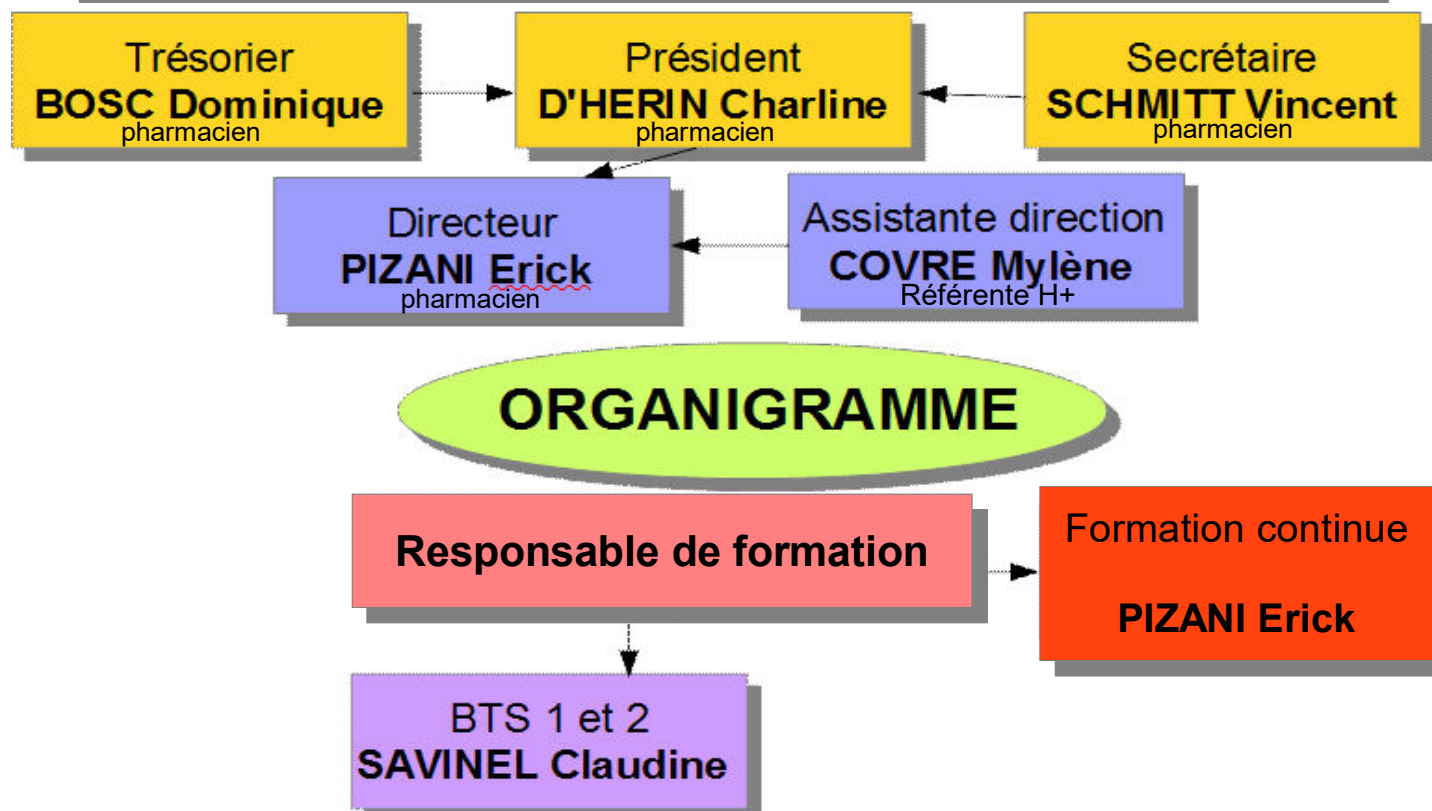 Trésorier
BOSC Dominique
pharmacien
Président
D'HERIN Charline
pharmacien
Secrétaire
SCHMITT Vincent
pharmacien
Directeur
PIZANI Erick
pharmacien
Assistante direction
COVRE Mylène
Référente H+
ORGANIGRAMME
Responsable de formation
Formation continue
PIZANI Erick
BTS 1 et 2
SAVINEL Claudine